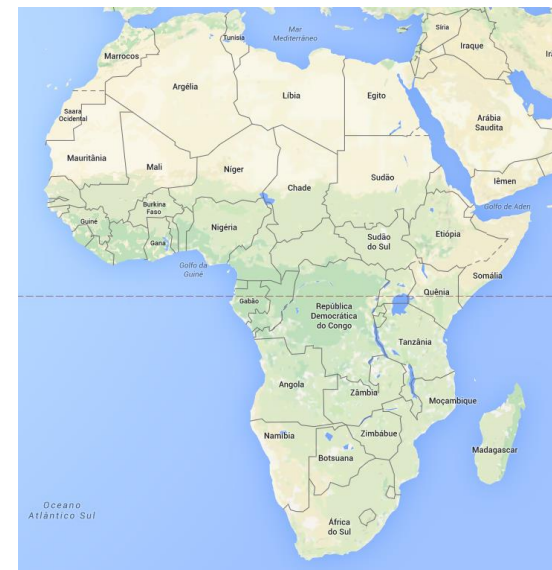 Mar
Mediterrâneo
Síria
Tunísia
Iraque
Marrocos
Argélia
Líbia
Egito
Saara
Ocidental
Arábia
Saudita
Mauritânia
Mali
Níger
Chade
Sudão
Iêmen
Burkina
Faso
Golfo de Áden
Guiné
Gana
Nigéria
Sudão
do Sul
Etiópia
Golfo da
Guiné
Somália
Quênia
Gabão
República
Democrática
do Congo
Tanzânia
Angola
Zâmbia
Moçambique
Namíbia
Zimbábue
Botsuana
Madagascar
Oceano
Atlântico Sul
África
do Sul